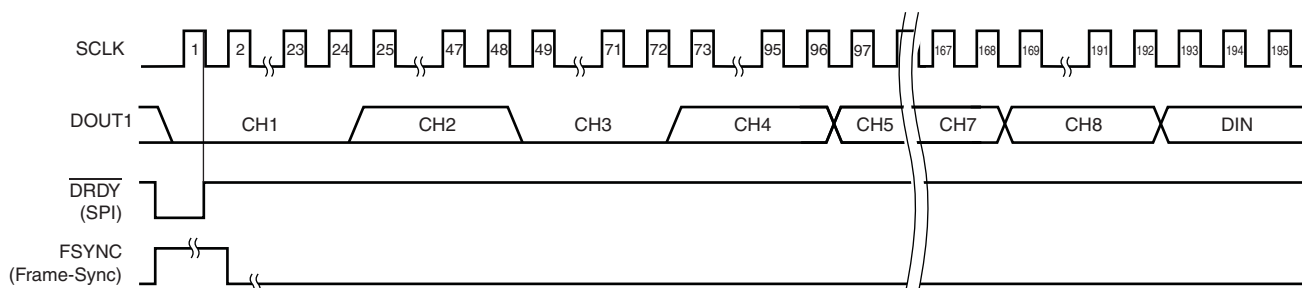 SCLK
1 2 23 24 25 47 48 49 71 72 73 95 96 97 167 168 169 191 192 193 194 195
DOUT1 CH1 CH2 CH3 CH4 CH5 CH7 CH8 DIN
DRDY
(SPI)
FSYNC
(Frame-Sync)